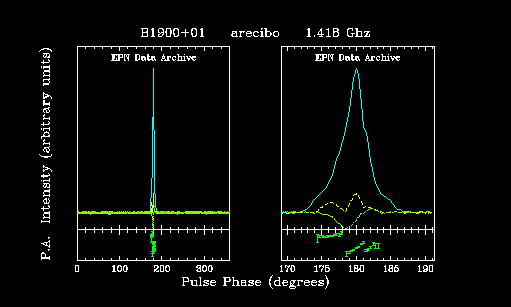 B1900+01 arecibo 1.418 Ghz
EPN Data Archive EPN Data Archive
P.A. Intensity (arbitrary units)
0 100 200 300 170 175 180 185 190
Pulse Phase (degrees)